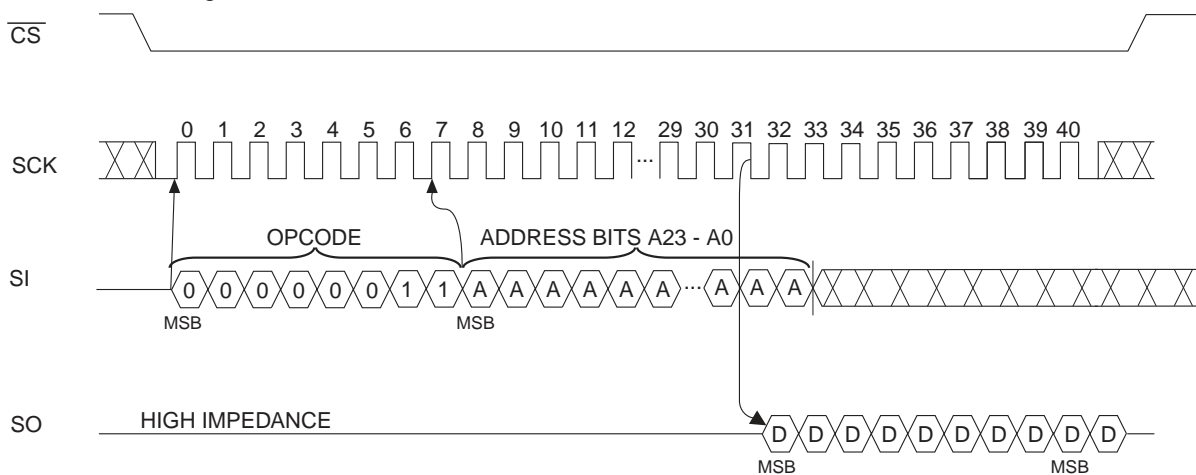 CS
0 1 2 3 4 5 6 7 8 9 10 11 12 29 30 31 32 33 34 35 36 37 38 39 40
SCK ...
OPCODE ADDRESS BITS A23 - A0
SI 0 0 0 0 0 0 1 1 A A A A A A ... A A A
MSB MSB
SO HIGH IMPEDANCE D D D D D D D D D D
MSB MSB